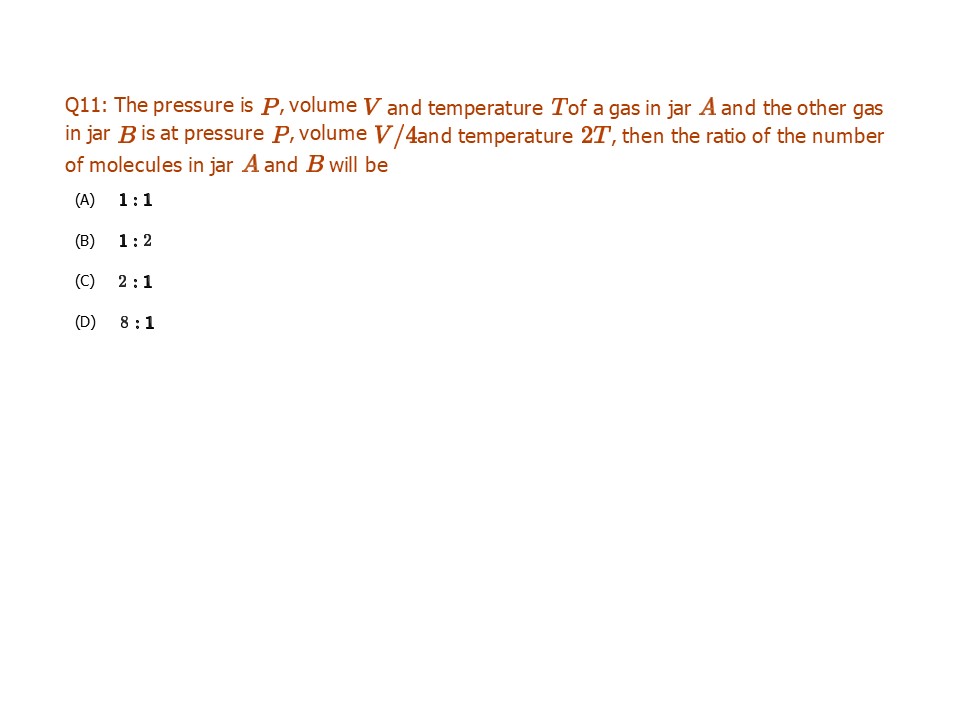 Q11: The pressure is P, volume V and temperature T of a gas in jar A and the other gas
in jar B is at pressure P, volume V/4and temperature 2T, then the ratio of the number
of molecules in jar A and B will be
(A) 1 : 1
(B) 1 : 2
(C) 2 : 1
(D) 8 : 1